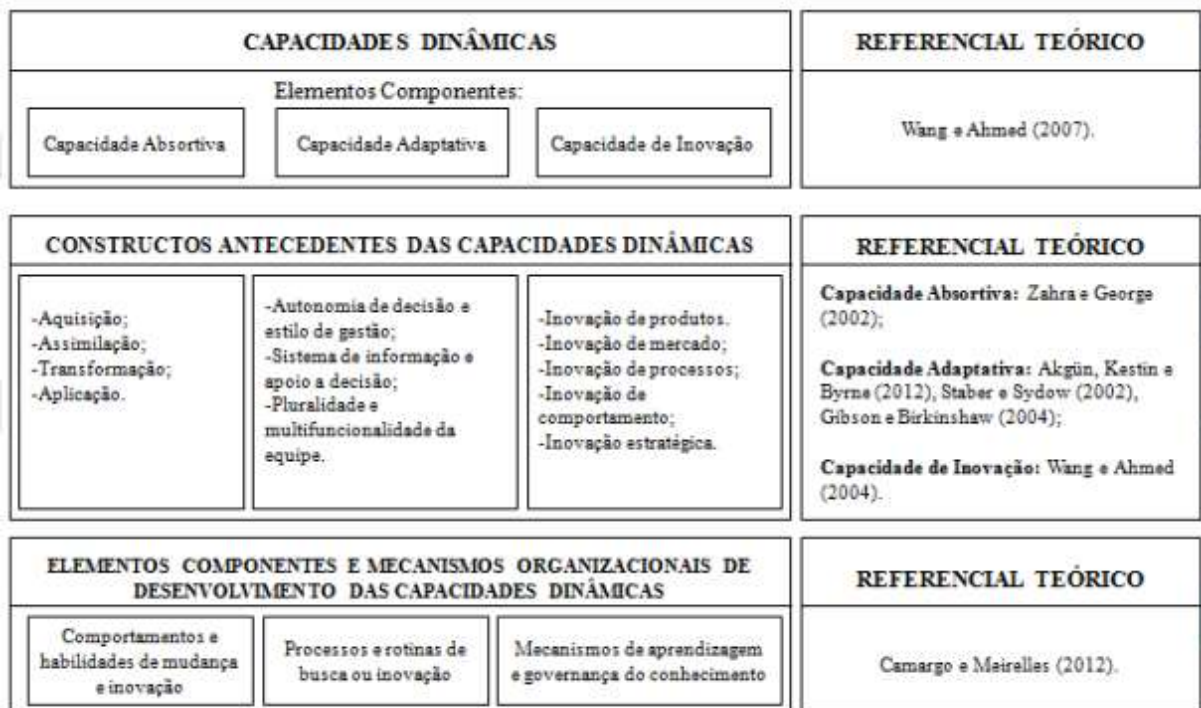 CAPACIDADES DINÂMICAS
Elementos Componentes:
Capacidade Absortiva
Capacidade Adaptativa
Capacidade de Inovação
REFERENCIAL TEÓRICO
Wang e Ahmed (2007).
CONSTRUCTOS ANTECEDENTES DAS CAPACIDADES DINÂMICAS
-Aquisição;
-Assimilação;
-Transformação;
-Aplicação.
-Autonomia de decisão e
estilo de gestão;
-Sistema de informação e
apoio a decisão;
-Pluralidade e
multifuncionalidade da
equipe.
-Inovação de produtos.
-Inovação de mercado;
-Inovação de processos;
-Inovação de
comportamento;
-Inovação estratégica.
REFERENCIAL TEÓRICO
Capacidade Absortiva: Zahra e George
(2002);
Capacidade Adaptativa: Akgün, Kestin e
Byrne (2012), Staber e Sydow (2002),
Gibson e Birkinshaw (2004);
Capacidade de Inovação: Wang e Ahmed
(2004).
ELEMENTOS COMPONENTES E MECANISMOS ORGANIZACIONAIS DE
DESENVOLVIMENTO DAS CAPACIDADES DINÂMICAS
Comportamentos e
habilidades de mudança
e inovação
Processos e rotinas de
busca ou inovação
Mecanismos de aprendizagem
e governança do conhecimento
REFERENCIAL TEÓRICO
Camargo e Meirelles (2012).